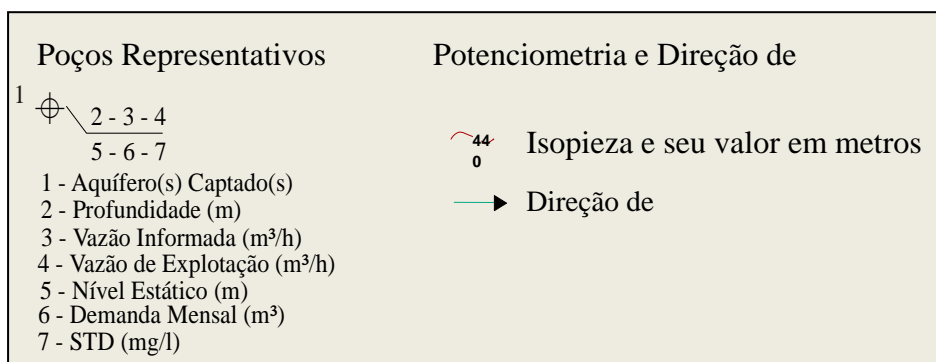 Poços Representativos
1
2 - 3 - 4
5 - 6 - 7
1 - Aquífero(s) Captado(s)
2 - Profundidade (m)
3 - Vazão Informada (m³/h)
4 - Vazão de Explotação (m³/h)
5 - Nível Estático (m)
6 - Demanda Mensal (m³)
7 - STD (mg/l)
Potenciometria e Direção de
44
0
Isopieza e seu valor em metros
Direção de